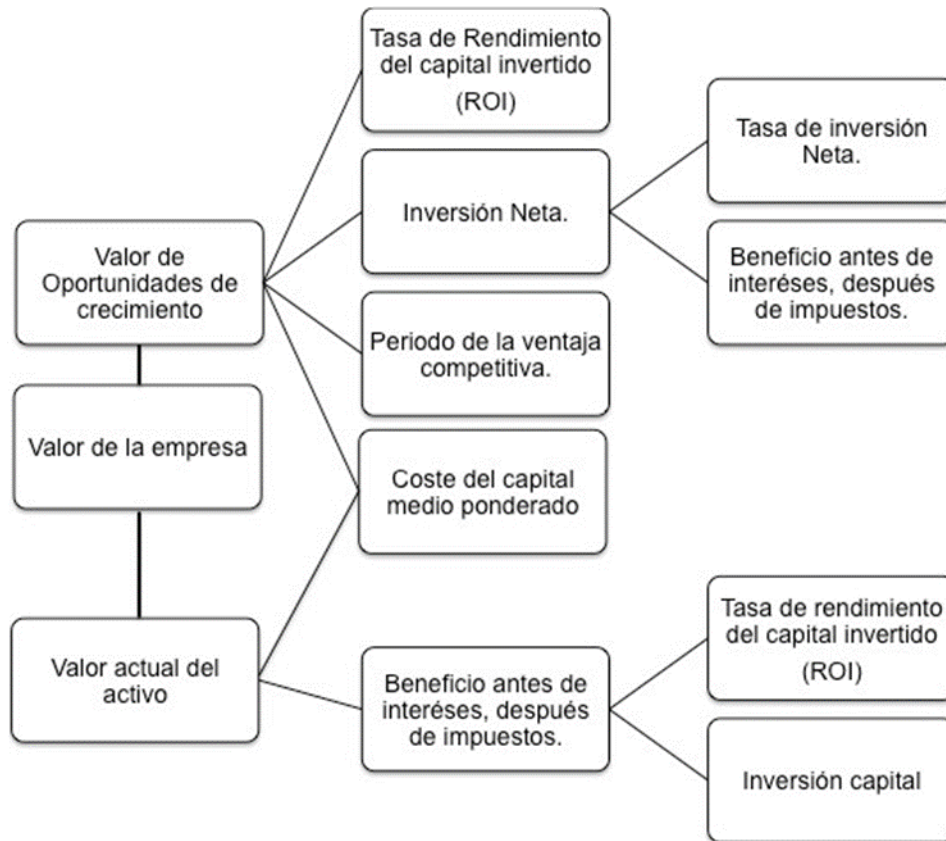 Tasa de Rendimiento
del capital invertido
(ROI)
Tasa de inversión
Neta.
Inversión Neta.
Valor de
Oportunidades de
crecimiento
Beneficio antes de
interéses, después
de impuestos.
Periodo de la ventaja
competitiva.
Valor de la empresa
Coste del capital
medio ponderado
Tasa de rendimiento
del capital invertido
(ROI)
Valor actual del
activo
Beneficio antes de
interéses, después
de impuestos.
Inversión capital